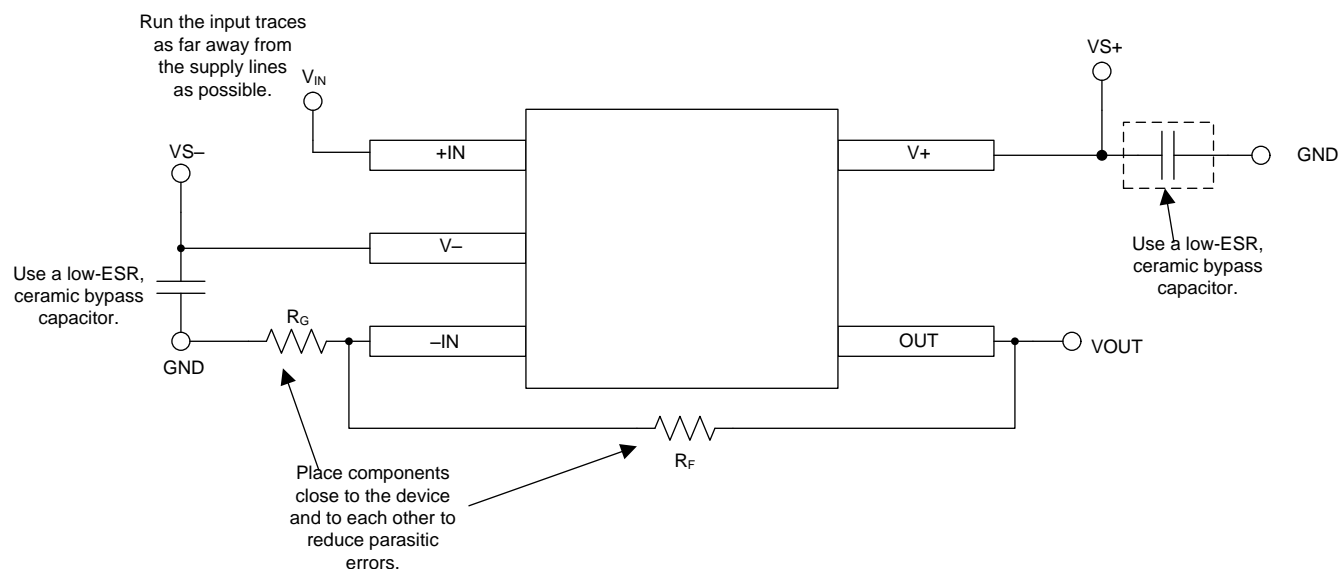 Run the input traces
as far away from
the supply lines
as possible.
VIN
VS+
+IN
V+
GND
VS–
V–
Use a low-ESR,
ceramic bypass
capacitor.
Use a low-ESR,
ceramic bypass
capacitor.
RG
–IN
OUT
VOUT
GND
RF
Place components
close to the device
and to each other to
reduce parasitic
errors.